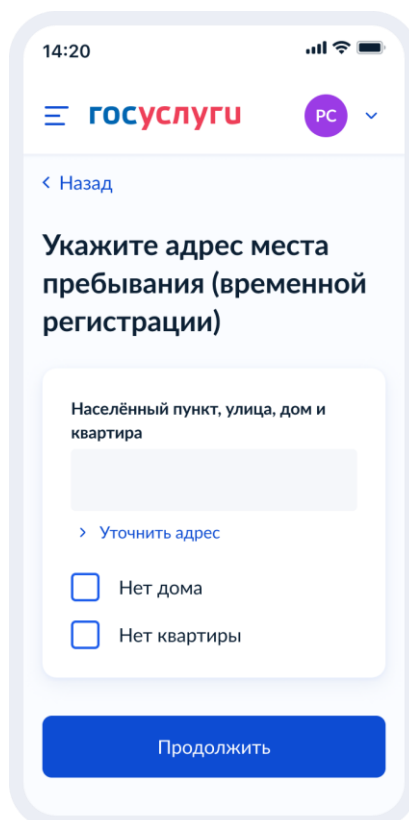 14:20
госуслуги
РС
Назад
Укажите адрес места
пребывания (временной
регистрации)
Населённый пункт, улица, дом и
квартира
Уточнить адрес
Нет дома
Нет квартиры
Продолжить